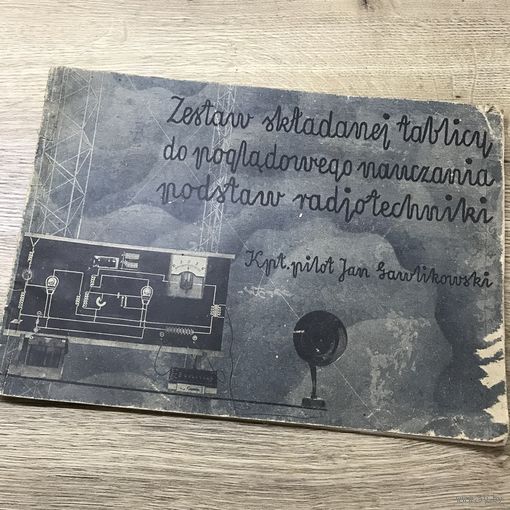 Zestaw składanej tablicy
do poglądowego nauczania
podstaw radjotechniki
Kpt. pilot Jan Gawlikowski